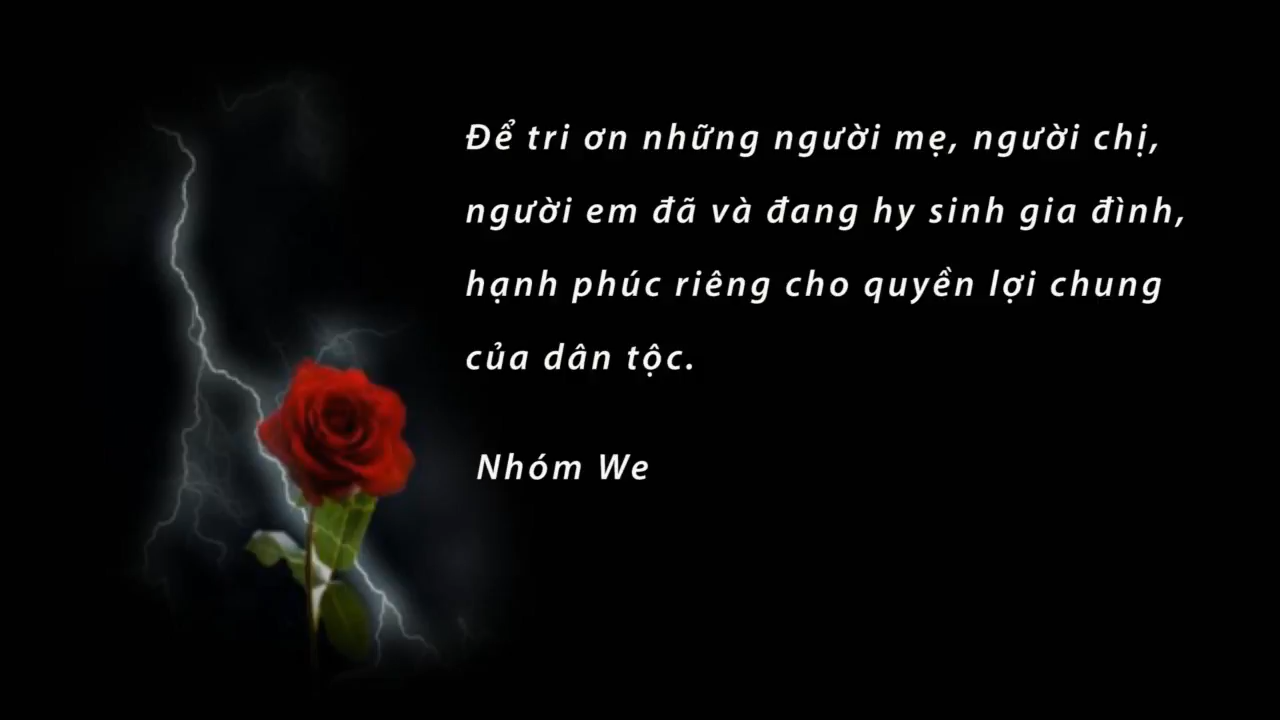 Để tri ơn những người mẹ, người chị,
người em đã và đang hy sinh gia đình,
hạnh phúc riêng cho quyền lợi chung
của dân tộc.
Nhóm We